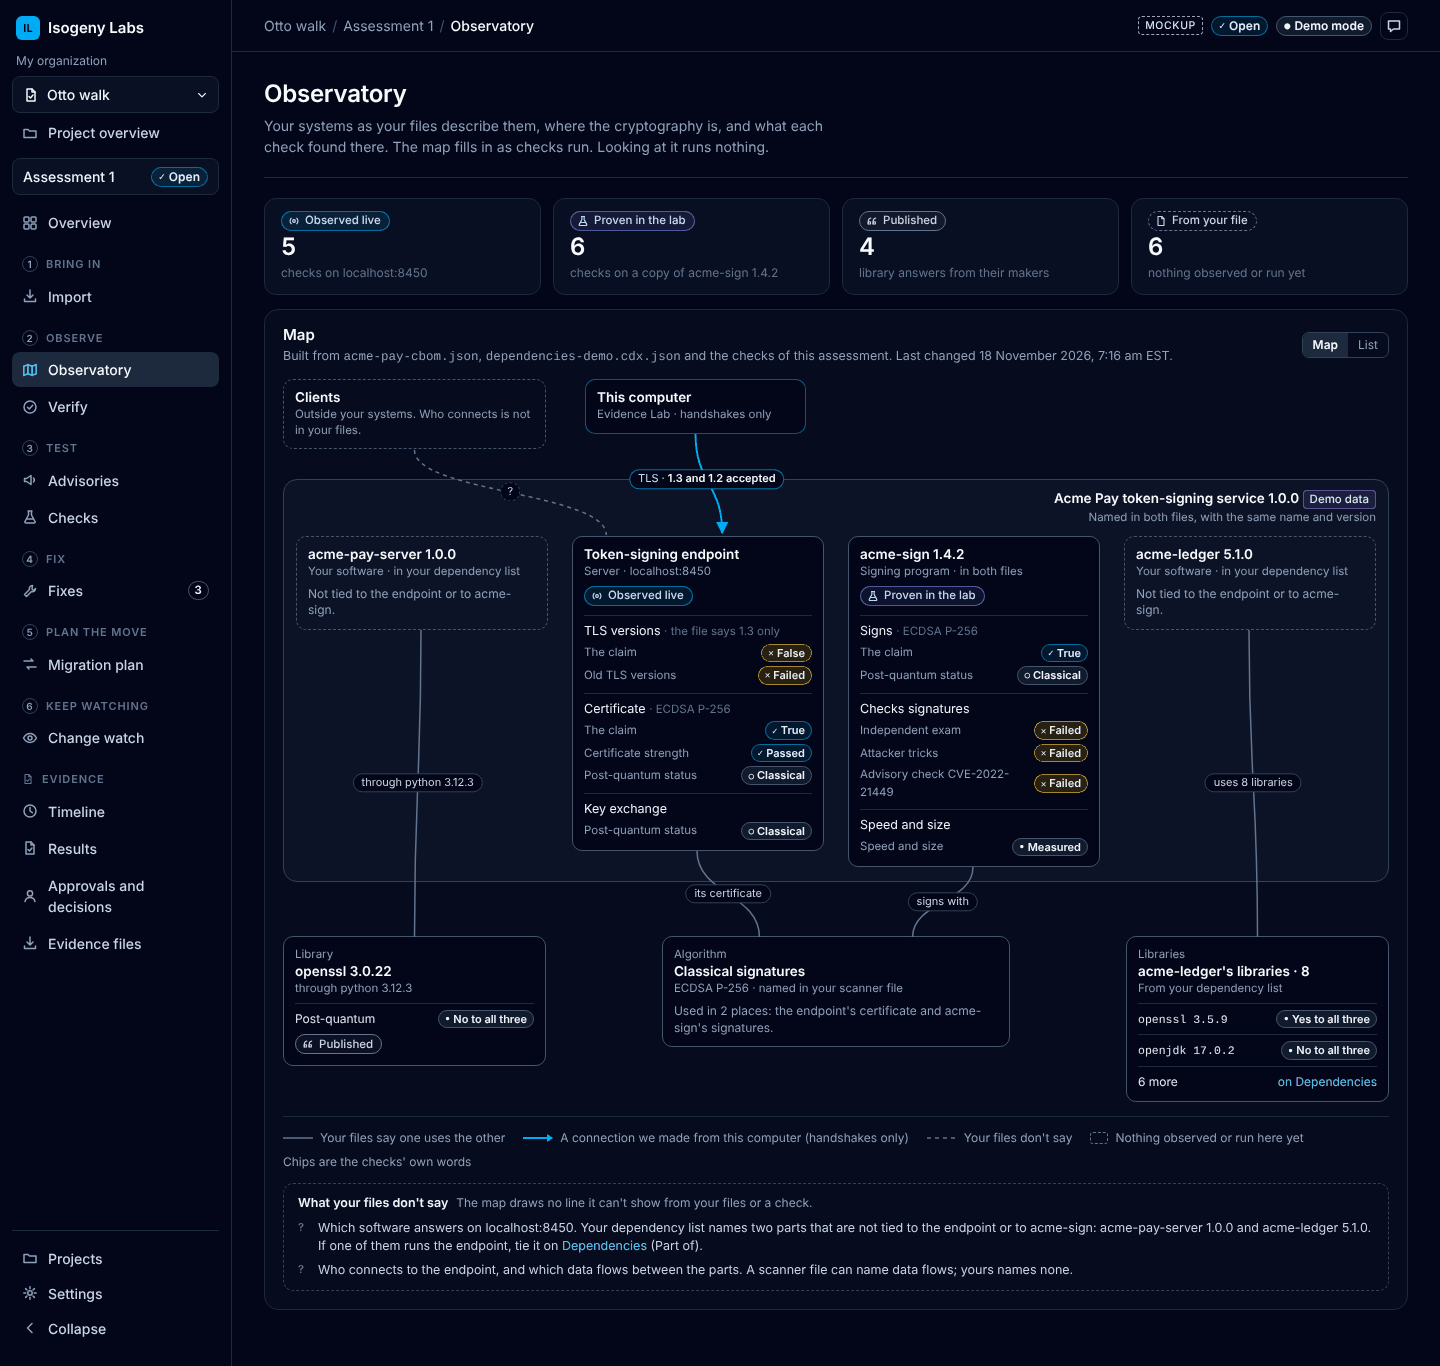 IL Isogeny Labs
My organization
Otto walk
Project overview
Assessment 1 ✓ Open
Overview
1 BRING IN
Import
2 OBSERVE
Observatory
Verify
3 TEST
Advisories
Checks
4 FIX
Fixes 3
5 PLAN THE MOVE
Migration plan
6 KEEP WATCHING
Change watch
EVIDENCE
Timeline
Results
Approvals and
decisions
Evidence files
Projects
Settings
Collapse
Otto walk / Assessment 1 / Observatory
MOCKUP ✓ Open ● Demo mode
Observatory
Your systems as your files describe them, where the cryptography is, and what each
check found there. The map fills in as checks run. Looking at it runs nothing.
Observed live
5
checks on localhost:8450
Proven in the lab
6
checks on a copy of acme-sign 1.4.2
Published
4
library answers from their makers
From your file
6
nothing observed or run yet
Map
Built from acme-pay-cbom.json, dependencies-demo.cdx.json and the checks of this assessment. Last changed 18 November 2026, 7:16 am EST.
Map List
Clients
Outside your systems. Who connects is not
in your files.
This computer
Evidence Lab · handshakes only
?
TLS · 1.3 and 1.2 accepted
Acme Pay token-signing service 1.0.0 Demo data
Named in both files, with the same name and version
acme-pay-server 1.0.0
Your software · in your dependency list
Not tied to the endpoint or to acme-
sign.
through python 3.12.3
Token-signing endpoint
Server · localhost:8450
Observed live
TLS versions · the file says 1.3 only
The claim × False
Old TLS versions × Failed
Certificate · ECDSA P-256
The claim ✓ True
Certificate strength ✓ Passed
Post-quantum status ○ Classical
Key exchange
Post-quantum status ○ Classical
its certificate
acme-sign 1.4.2
Signing program · in both files
Proven in the lab
Signs · ECDSA P-256
The claim ✓ True
Post-quantum status ○ Classical
Checks signatures
Independent exam × Failed
Attacker tricks × Failed
Advisory check CVE-2022-
21449 × Failed
Speed and size
Speed and size • Measured
signs with
acme-ledger 5.1.0
Your software · in your dependency list
Not tied to the endpoint or to acme-
sign.
uses 8 libraries
Library
openssl 3.0.22
through python 3.12.3
Post-quantum • No to all three
Published
Algorithm
Classical signatures
ECDSA P-256 · named in your scanner file
Used in 2 places: the endpoint's certificate and acme-
sign's signatures.
Libraries
acme-ledger's libraries · 8
From your dependency list
openssl 3.5.9 • Yes to all three
openjdk 17.0.2 • No to all three
6 more on Dependencies
Your files say one uses the other A connection we made from this computer (handshakes only) Your files don't say Nothing observed or run here yet
Chips are the checks' own words
What your files don't say The map draws no line it can't show from your files or a check.
? Which software answers on localhost:8450. Your dependency list names two parts that are not tied to the endpoint or to acme-sign: acme-pay-server 1.0.0 and acme-ledger 5.1.0.
If one of them runs the endpoint, tie it on Dependencies (Part of).
? Who connects to the endpoint, and which data flows between the parts. A scanner file can name data flows; yours names none.